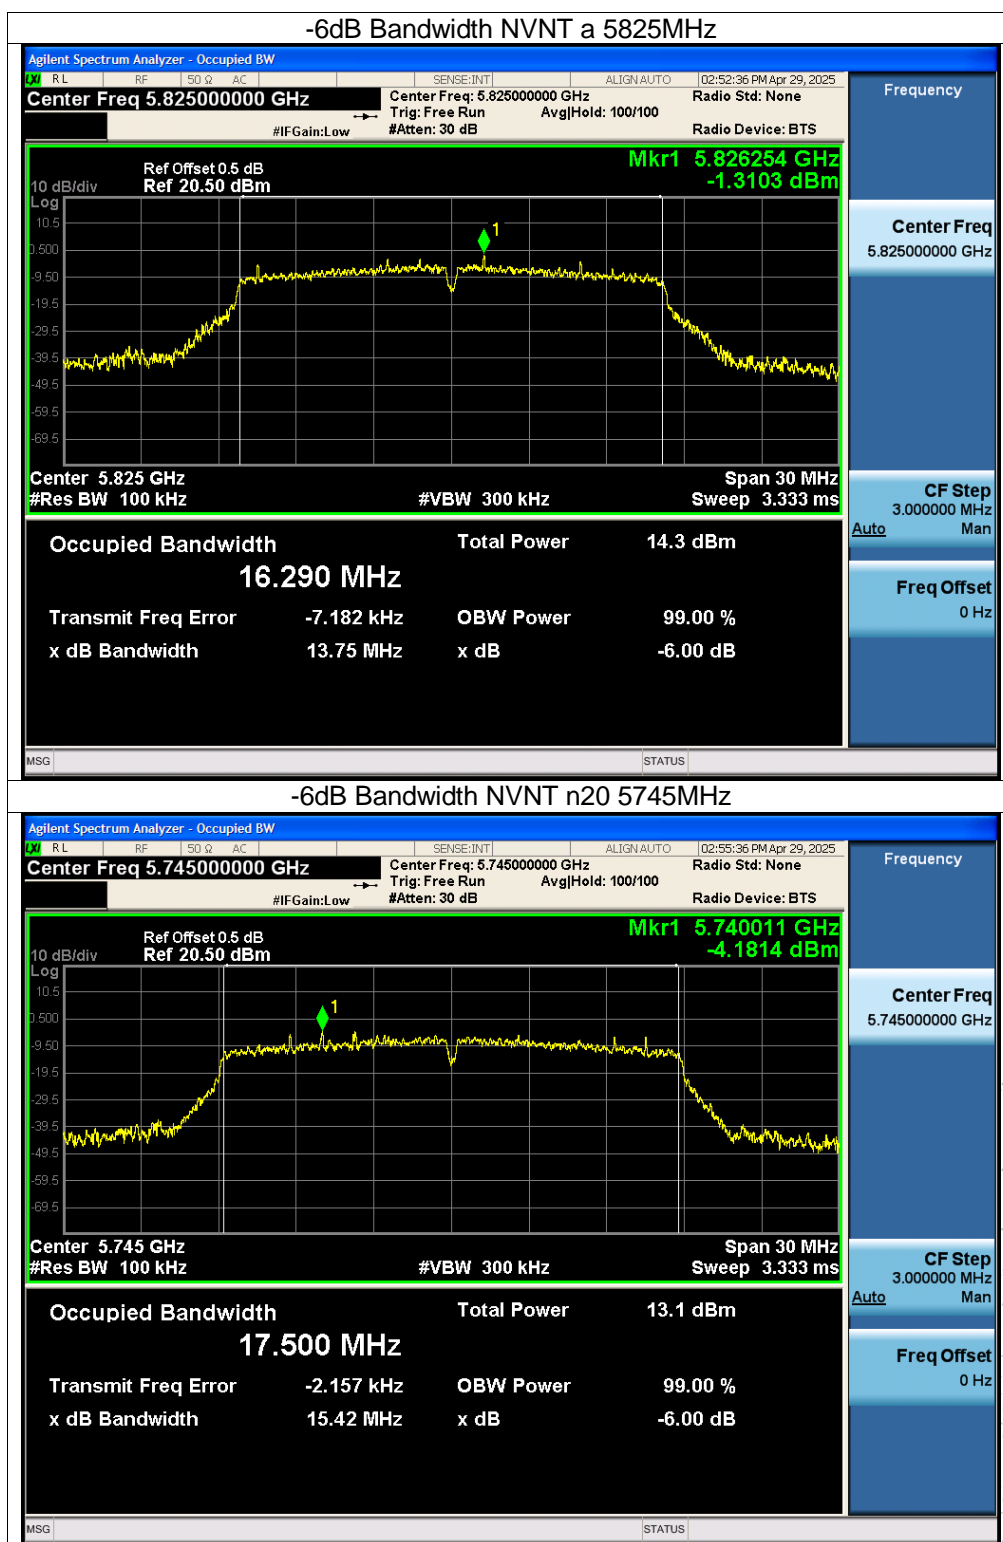 -6dB Bandwidth NVNT a 5825MHz
Agilent Spectrum Analyzer - Occupied BW
LXI RL RF 50 Ω AC SENSE:INT ALIGN AUTO 02:52:36 PM Apr 29, 2025
Center Freq 5.825000000 GHz
Center Freq: 5.825000000 GHz
Radio Std: None
Trig: Free Run Avg|Hold: 100/100
#IFGain:Low #Atten: 30 dB Radio Device: BTS
Frequency
Mkr1 5.826254 GHz
-1.3103 dBm
Ref Offset 0.5 dB
10 dB/div Ref 20.50 dBm
Log
10.5
0.500
-9.50
-19.5
-29.5
-39.5
-49.5
-59.5
-69.5
1
Center 5.825 GHz Span 30 MHz
#Res BW 100 kHz #VBW 300 kHz Sweep 3.333 ms
Center Freq
5.825000000 GHz
CF Step
3.000000 MHz
Auto Man
Freq Offset
0 Hz
Occupied Bandwidth Total Power 14.3 dBm
16.290 MHz
Transmit Freq Error -7.182 kHz OBW Power 99.00 %
x dB Bandwidth 13.75 MHz x dB -6.00 dB
MSG STATUS
-6dB Bandwidth NVNT n20 5745MHz
Agilent Spectrum Analyzer - Occupied BW
LXI RL RF 50 Ω AC SENSE:INT ALIGN AUTO 02:55:36 PM Apr 29, 2025
Center Freq 5.745000000 GHz
Center Freq: 5.745000000 GHz
Radio Std: None
Trig: Free Run Avg|Hold: 100/100
#IFGain:Low #Atten: 30 dB Radio Device: BTS
Frequency
Mkr1 5.740011 GHz
-4.1814 dBm
Ref Offset 0.5 dB
10 dB/div Ref 20.50 dBm
Log
10.5
0.500
-9.50
-19.5
-29.5
-39.5
-49.5
-59.5
-69.5
1
Center 5.745 GHz Span 30 MHz
#Res BW 100 kHz #VBW 300 kHz Sweep 3.333 ms
Center Freq
5.745000000 GHz
CF Step
3.000000 MHz
Auto Man
Freq Offset
0 Hz
Occupied Bandwidth Total Power 13.1 dBm
17.500 MHz
Transmit Freq Error -2.157 kHz OBW Power 99.00 %
x dB Bandwidth 15.42 MHz x dB -6.00 dB
MSG STATUS